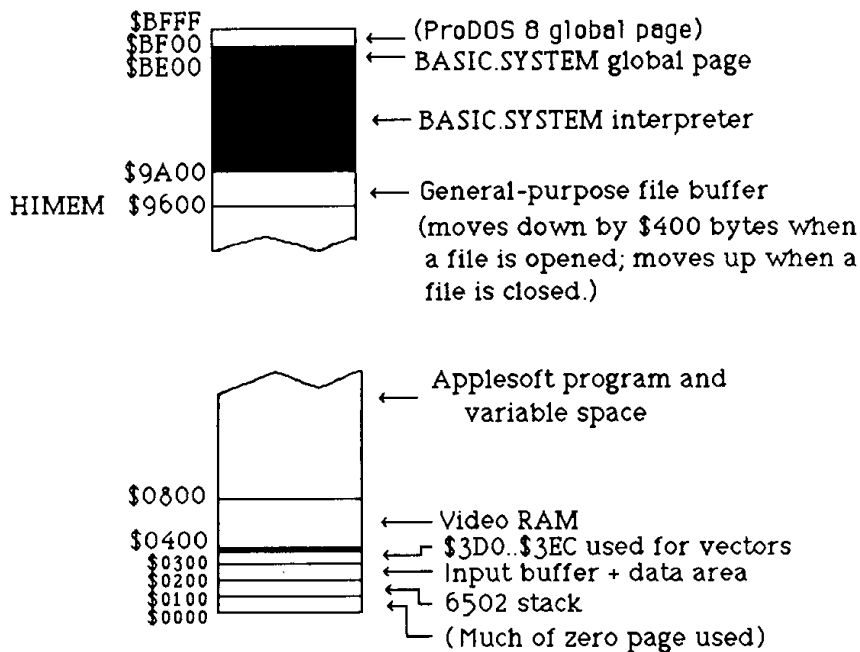 $BFFF
$BF00
$BE00
$9A00
HIMEM $9600
(ProDOS 8 global page)
BASIC.SYSTEM global page
BASIC.SYSTEM interpreter
General-purpose file buffer
(moves down by $400 bytes when
a file is opened; moves up when a
file is closed.)
Applesoft program and
variable space
$0800
Video RAM
$0400
$3D0..$3EC used for vectors
$0300
Input buffer + data area
$0200
$0100
6502 stack
$0000
(Much of zero page used)